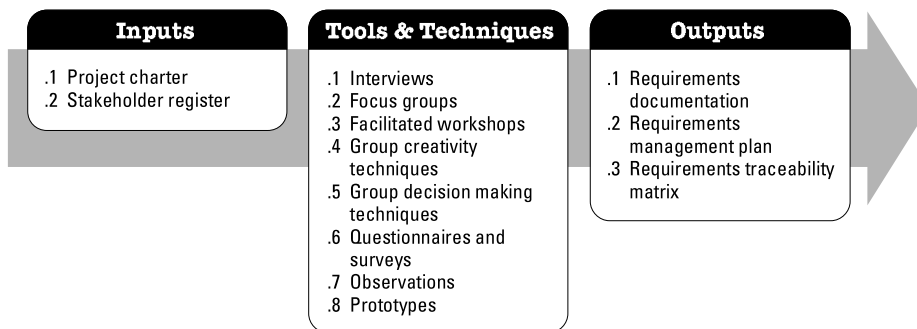 Inputs
.1 Project charter
.2 Stakeholder register
Tools & Techniques
.1 Interviews
.2 Focus groups
.3 Facilitated workshops
.4 Group creativity
techniques
.5 Group decision making
techniques
.6 Questionnaires and
surveys
.7 Observations
.8 Prototypes
Outputs
.1 Requirements
documentation
.2 Requirements
management plan
.3 Requirements traceability
matrix